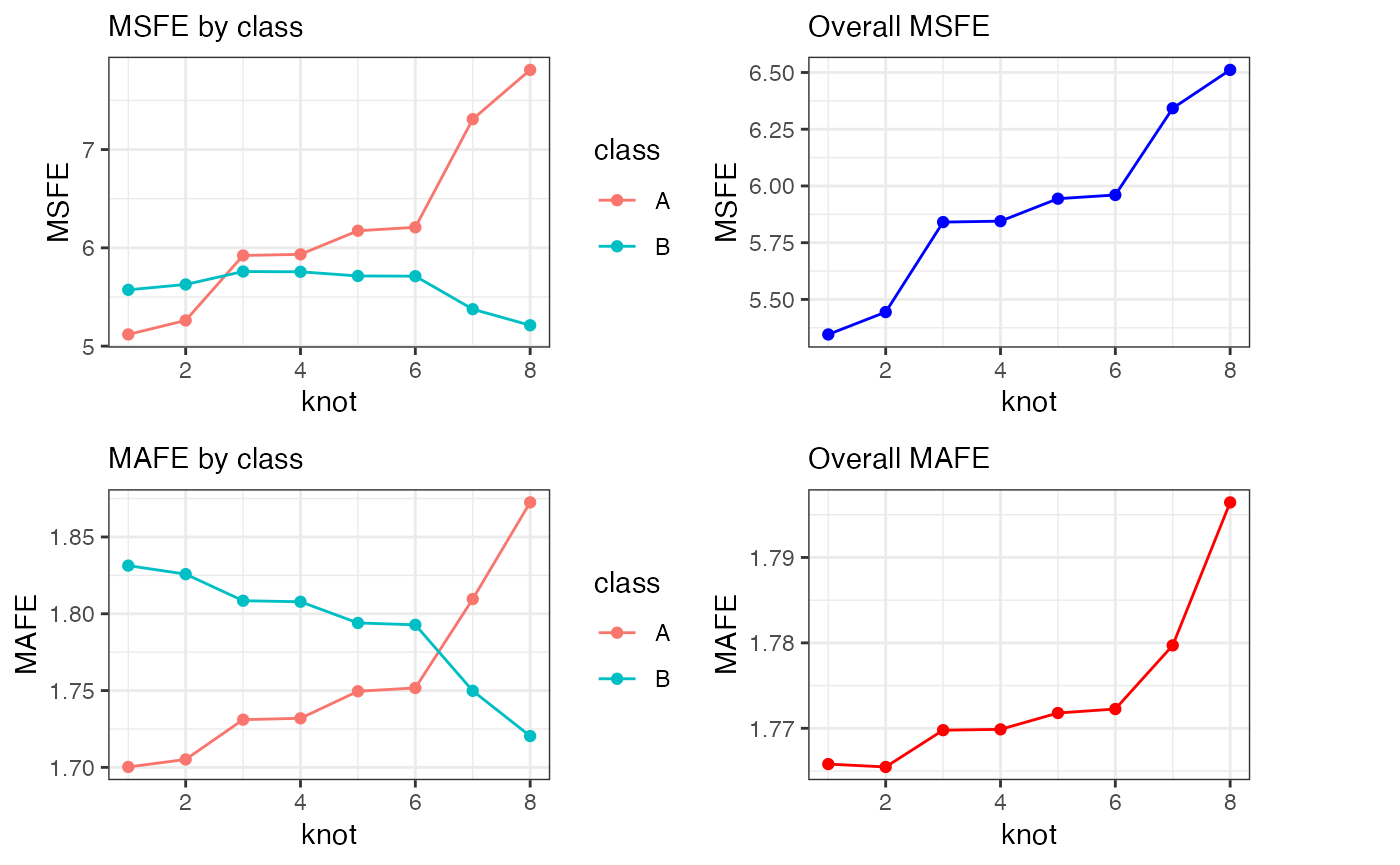 MSFE by class
7
6
5
MSFE
2 4 6 8
knot
class
A
B
Overall MSFE
6.50
6.25
6.00
5.75
5.50
MSFE
2 4 6 8
knot
MAFE by class
1.85
1.80
1.75
1.70
MAFE
2 4 6 8
knot
class
A
B
Overall MAFE
1.79
1.78
1.77
MAFE
2 4 6 8
knot